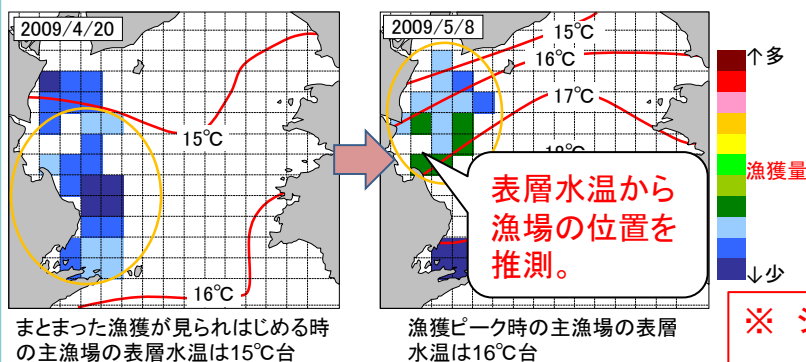 2009/4/20
15℃
16℃
まとまった漁獲が見られはじめる時
の主漁場の表層水温は15℃台
2009/5/8
15℃
16℃
17℃
18℃
表層水温から
漁場の位置を
推測。
漁獲ピーク時の主漁場の表層
水温は16℃台
↑多
漁獲量
↓少
※